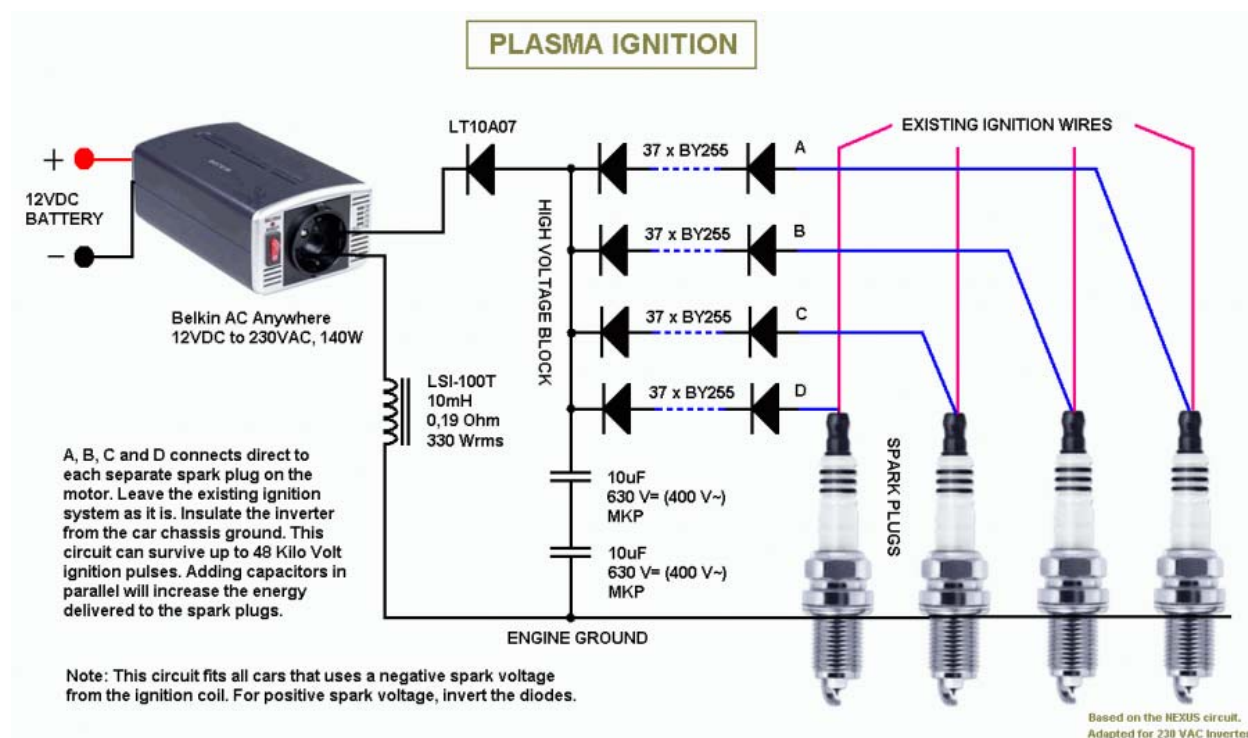 PLASMA IGNITION
LT10A07
EXISTING IGNITION WIRES
37 x BY255
A
+
12VDC
BATTERY
−
HIGH VOLTAGE BLOCK
37 x BY255
B
Belkin AC Anywhere
12VDC to 230VAC, 140W
37 x BY255
C
LSI-100T
10mH
0,19 Ohm
330 Wrms
37 x BY255
D
A, B, C and D connects direct to
each separate spark plug on the
motor. Leave the existing ignition
system as it is. Insulate the inverter
from the car chassis ground. This
circuit can survive up to 48 Kilo Volt
ignition pulses. Adding capacitors in
parallel will increase the energy
delivered to the spark plugs.
10uF
630 V= (400 V~)
MKP
SPARK PLUGS
10uF
630 V= (400 V~)
MKP
ENGINE GROUND
Note: This circuit fits all cars that uses a negative spark voltage
from the ignition coil. For positive spark voltage, invert the diodes.
Based on the NEXUS circuit.
Adapted for 230 VAC Inverter